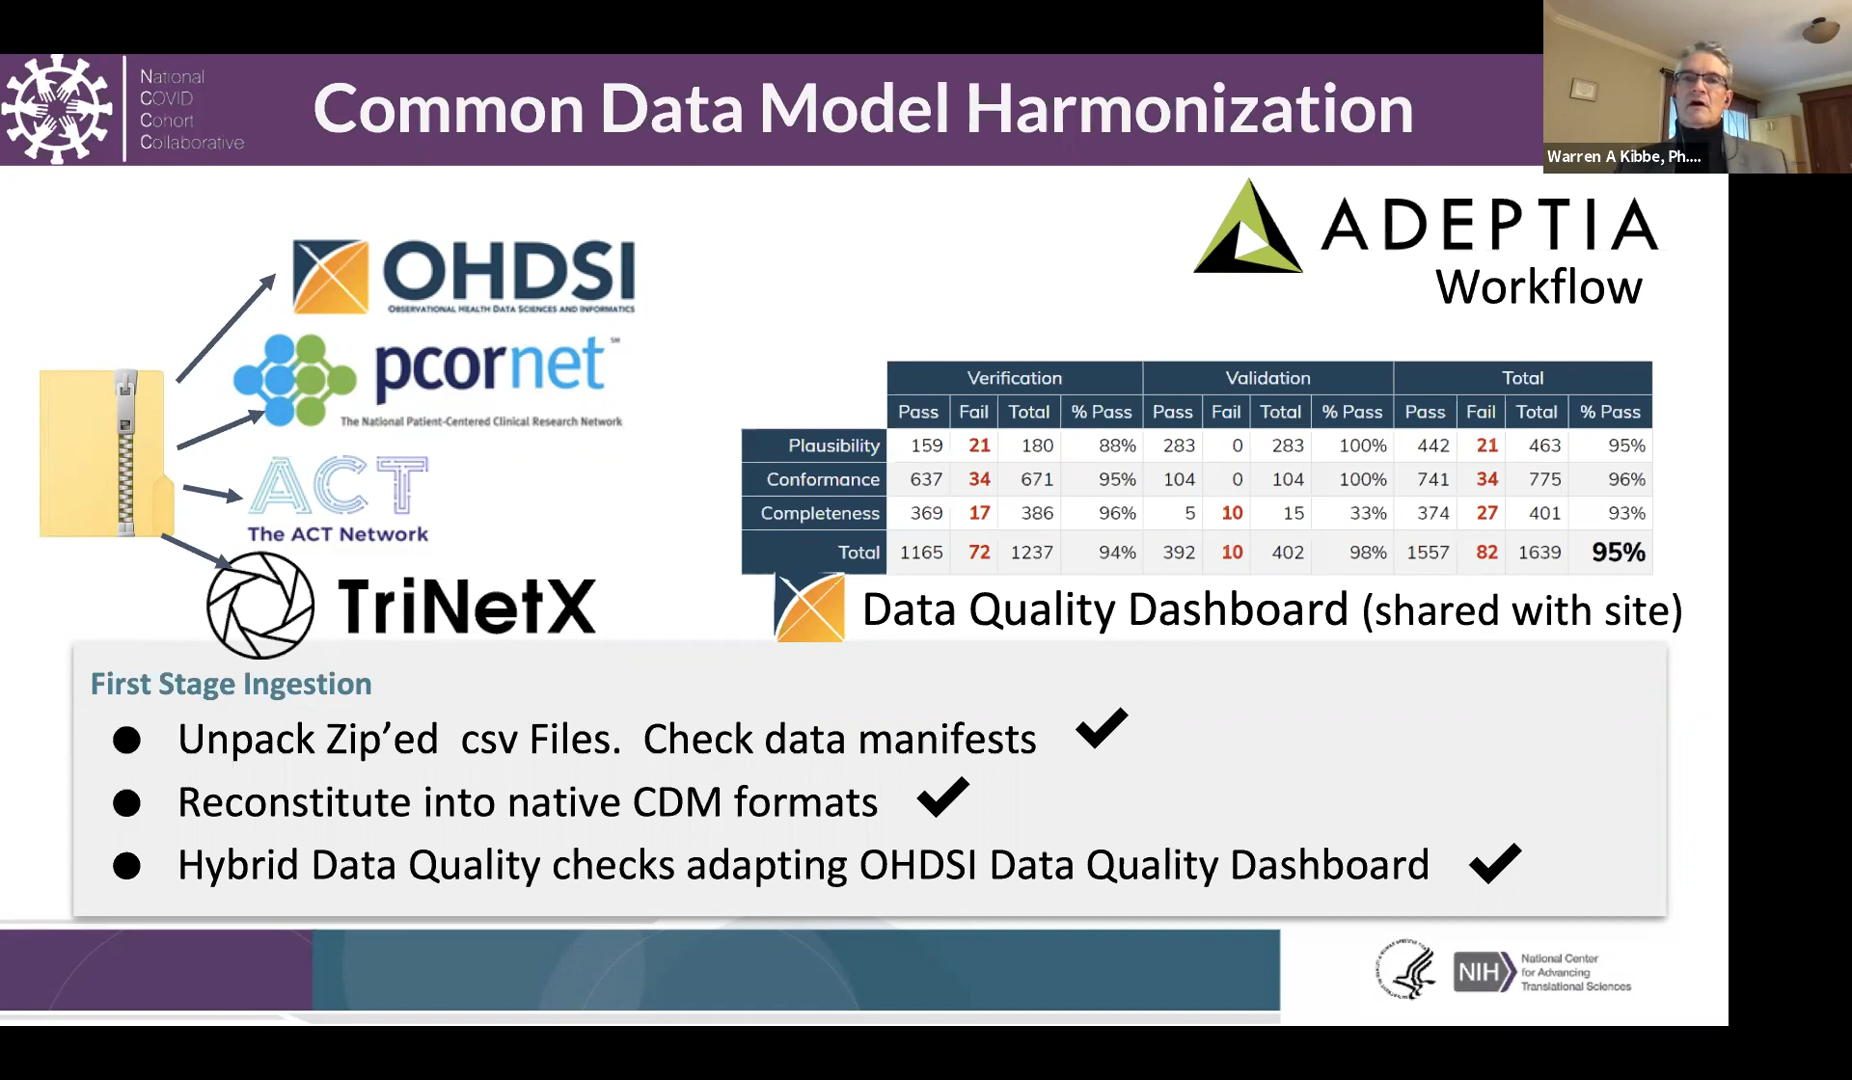 National
COVID
Cohort
Collaborative
Common Data Model Harmonization
Warren A Kibbe, Ph....
OHDSI
OBSERVATIONAL HEALTH DATA SCIENCES AND INFORMATICS
pcornet℠
The National Patient-Centered Clinical Research Network
ACT
The ACT Network
TriNetX
ADEPTIA
Workflow
Verification Validation Total
Pass Fail Total % Pass Pass Fail Total % Pass Pass Fail Total % Pass
Plausibility 159 21 180 88% 283 0 283 100% 442 21 463 95%
Conformance 637 34 671 95% 104 0 104 100% 741 34 775 96%
Completeness 369 17 386 96% 5 10 15 33% 374 27 401 93%
Total 1165 72 1237 94% 392 10 402 98% 1557 82 1639 95%
Data Quality Dashboard (shared with site)
First Stage Ingestion
● Unpack Zip’ed csv Files. Check data manifests ✔
● Reconstitute into native CDM formats ✔
● Hybrid Data Quality checks adapting OHDSI Data Quality Dashboard ✔
NIH
National Center
for Advancing
Translational Sciences